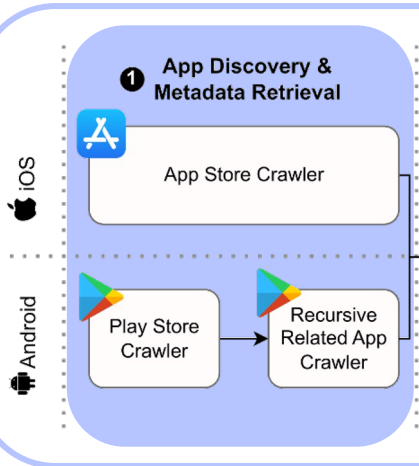 1 App Discovery &
Metadata Retrieval
iOS
App Store Crawler
Android
Play Store
Crawler
Recursive
Related App
Crawler